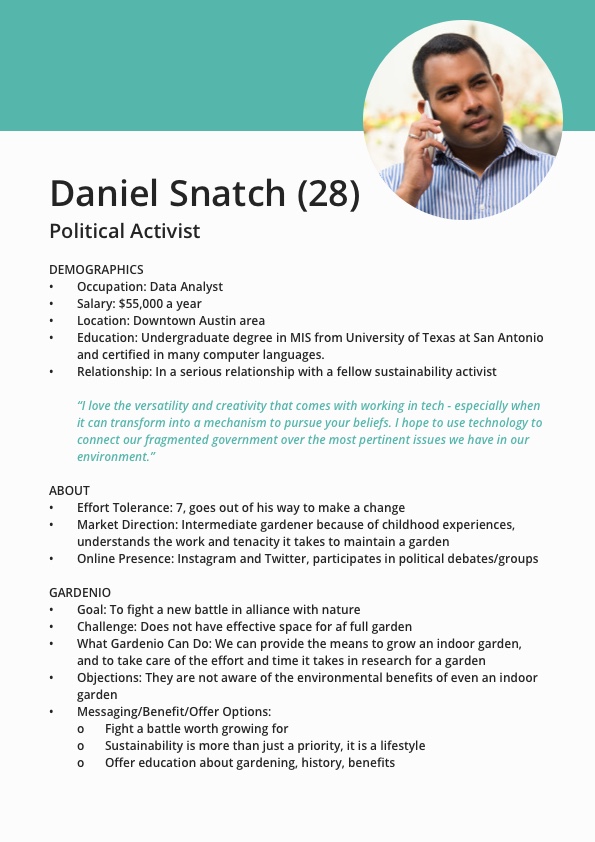 Daniel Snatch (28)
Political Activist
DEMOGRAPHICS
• Occupation: Data Analyst
• Salary: $55,000 a year
• Location: Downtown Austin area
• Education: Undergraduate degree in MIS from University of Texas at San Antonio
and certified in many computer languages.
• Relationship: In a serious relationship with a fellow sustainability activist
“I love the versatility and creativity that comes with working in tech - especially when
it can transform into a mechanism to pursue your beliefs. I hope to use technology to
connect our fragmented government over the most pertinent issues we have in our
environment.”
ABOUT
• Effort Tolerance: 7, goes out of his way to make a change
• Market Direction: Intermediate gardener because of childhood experiences,
understands the work and tenacity it takes to maintain a garden
• Online Presence: Instagram and Twitter, participates in political debates/groups
GARDENIO
• Goal: To fight a new battle in alliance with nature
• Challenge: Does not have effective space for af full garden
• What Gardenio Can Do: We can provide the means to grow an indoor garden,
and to take care of the effort and time it takes in research for a garden
• Objections: They are not aware of the environmental benefits of even an indoor
garden
• Messaging/Benefit/Offer Options:
o Fight a battle worth growing for
o Sustainability is more than just a priority, it is a lifestyle
o Offer education about gardening, history, benefits